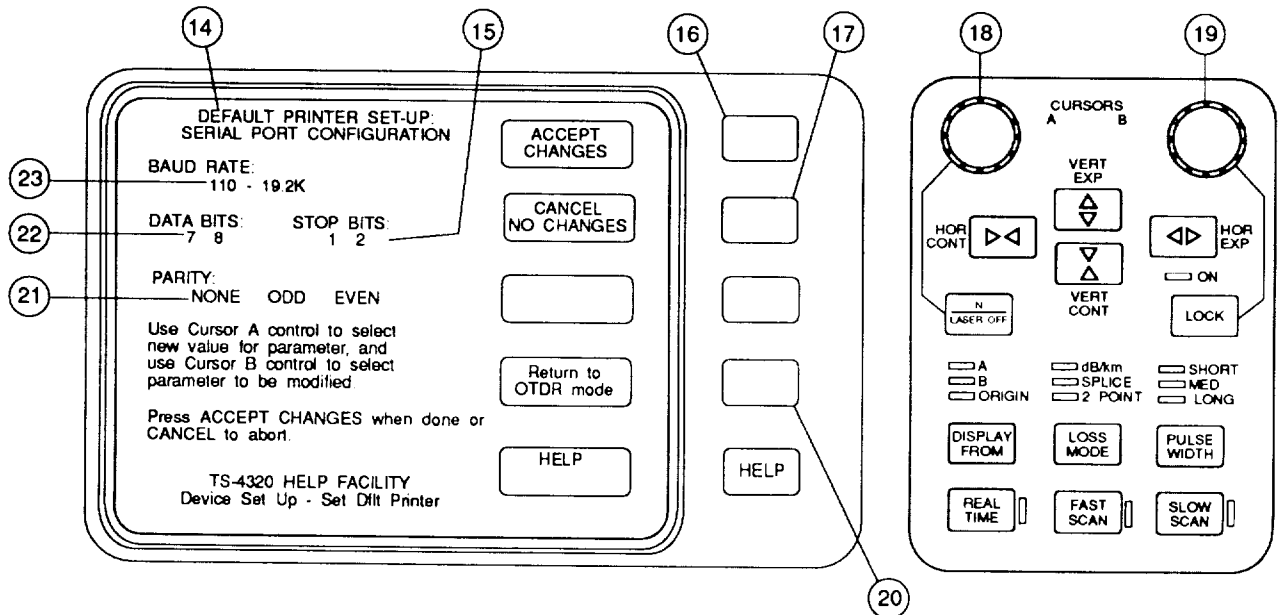 14
15
16
17
18
19
DEFAULT PRINTER SET-UP:
SERIAL PORT CONFIGURATION
BAUD RATE:
110 - 19.2K
23
DATA BITS:
7 8
22
STOP BITS:
1 2
PARITY:
NONE ODD EVEN
21
Use Cursor A control to select
new value for parameter, and
use Cursor B control to select
parameter to be modified.
Press ACCEPT CHANGES when done or
CANCEL to abort.
TS-4320 HELP FACILITY
Device Set Up - Set Dflt Printer
ACCEPT
CHANGES
CANCEL
NO CHANGES
Return to
OTDR mode
HELP
HELP
20
CURSORS
A B
VERT
EXP
HOR
CONT
HOR
EXP
VERT
CONT
ON
N
LASER OFF
LOCK
A
B
ORIGIN
dB/km
SPLICE
2 POINT
SHORT
MED
LONG
DISPLAY
FROM
LOSS
MODE
PULSE
WIDTH
REAL
TIME
FAST
SCAN
SLOW
SCAN